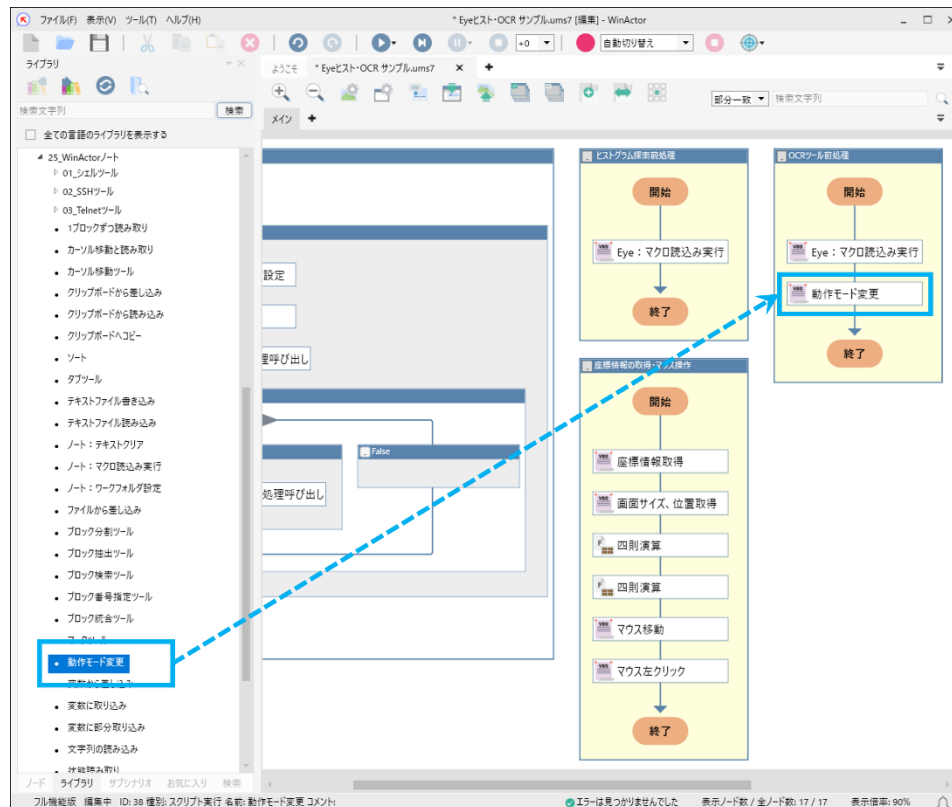 ファイル(F) 表示(V) ツール(T) ヘルプ(H)
* Eyeヒスト･OCR サンプル.ums7 [編集] - WinActor
+0
自動切り替え
ライブラリ
検索文字列
検索
全ての言語のライブラリを表示する
25_WinActorノート
01_シェルツール
02_SSHツール
03_Telnetツール
1ブロックずつ読み取り
カーソル移動と読み取り
カーソル移動ツール
クリップボードから差し込み
クリップボードから読み込み
クリップボードへコピー
ソート
タブツール
テキストファイル書き込み
テキストファイル読み込み
ノート：テキストクリア
ノート：マクロ読込み実行
ノート：ワークフォルダ設定
ファイルから差し込み
ブロック分割ツール
ブロック抽出ツール
ブロック検索ツール
ブロック番号指定ツール
ブロック統合ツール
動作モード変更
変数から差し込み
変数に取り込み
変数に部分取り込み
文字列の読み込み
状態読み取り
ノード ライブラリ サブシナリオ お気に入り 検索
ようこそ
* Eyeヒスト･OCR サンプル.ums7
部分一致
検索文字列
メイン
設定
理呼び出し
False
処理呼び出し
ヒストグラム探索前処理
開始
Eye：マクロ読込み実行
終了
OCRツール前処理
開始
Eye：マクロ読込み実行
動作モード変更
終了
座標情報の取得･マウス操作
開始
座標情報取得
画面サイズ、位置取得
四則演算
四則演算
マウス移動
マウス左クリック
終了
フル機能版 編集中 ID: 38 種別: スクリプト実行 名前: 動作モード変更 コメント:
エラーは見つかりませんでした
表示ノード数 / 全ノード数: 17 / 17
表示倍率: 90%